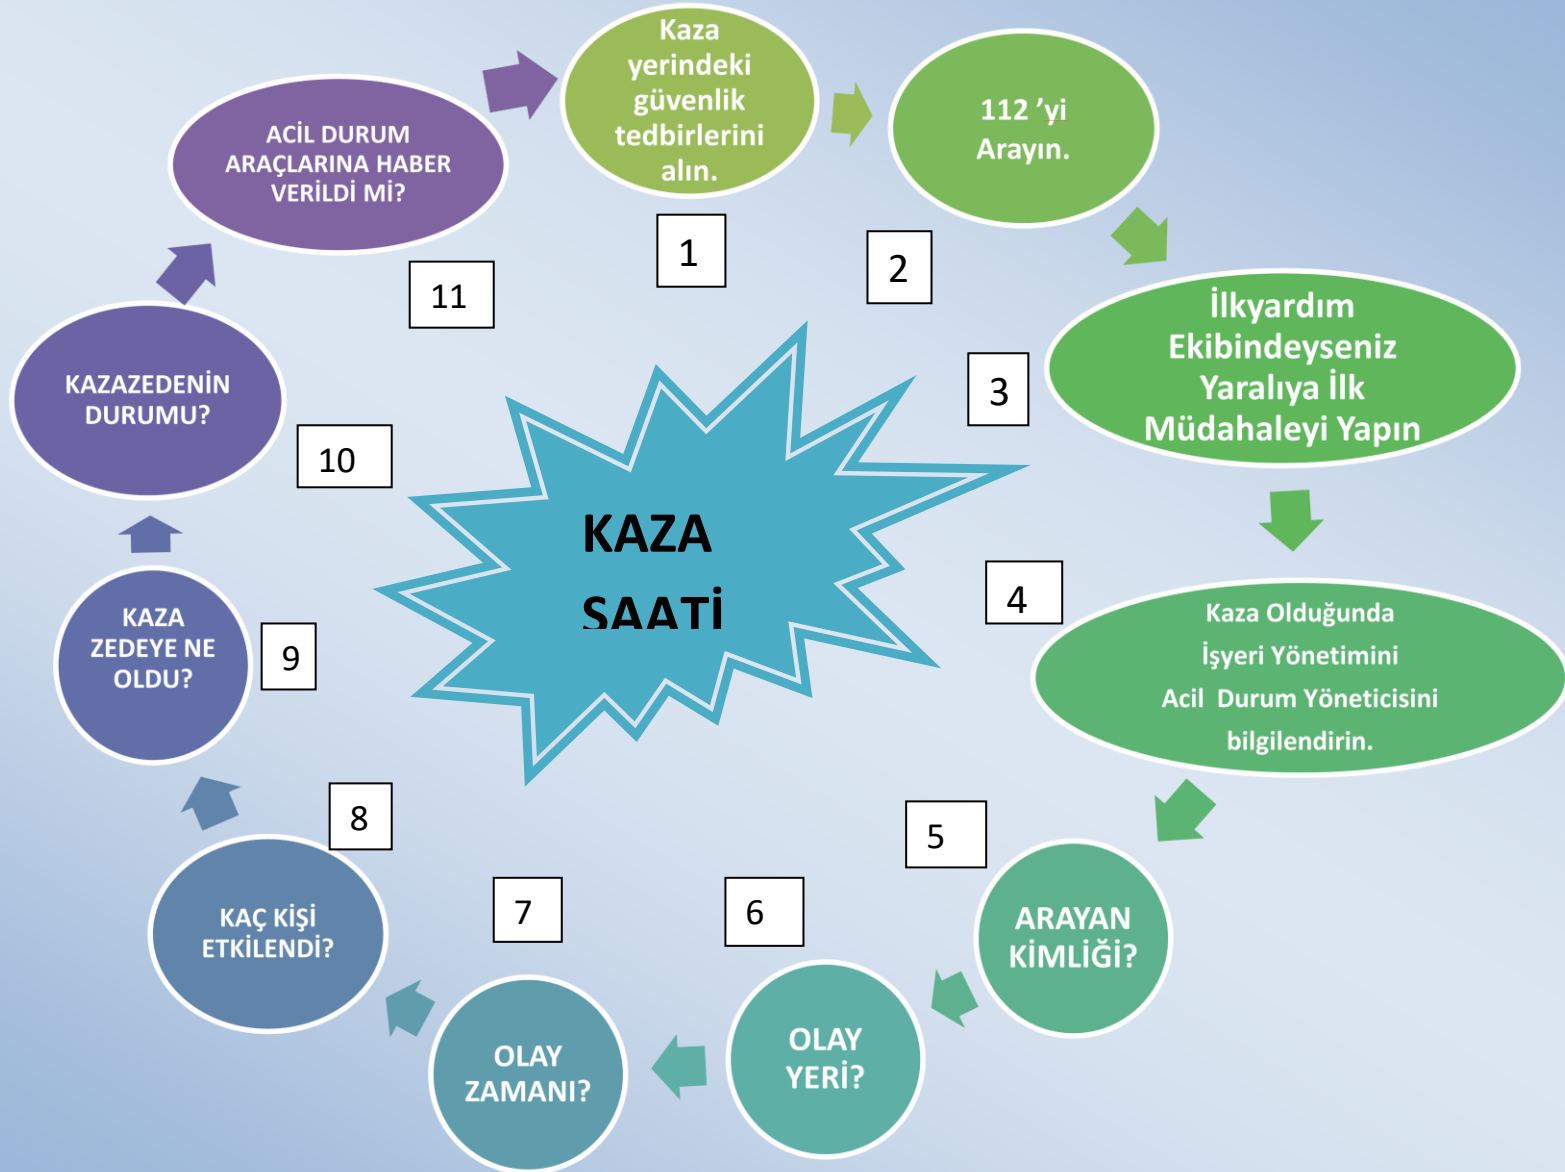 Kaza
yerindeki
güvenlik
tedbirlerini
alın.
1
112 ’yi
Arayın.
2
İlkyardım
Ekibindeyseniz
Yaralıya İlk
Müdahaleyi Yapın
3
Kaza Olduğunda
İşyeri Yönetimini
Acil Durum Yöneticisini
bilgilendirin.
4
ARAYAN
KİMLİĞİ?
5
OLAY
YERİ?
6
OLAY
ZAMANI?
7
KAÇ KİŞİ
ETKİLENDİ?
8
KAZA
ZEDEYE NE
OLDU?
9
KAZAZEDENİN
DURUMU?
10
ACİL DURUM
ARAÇLARINA HABER
VERİLDİ Mİ?
11
KAZA
SAATİ